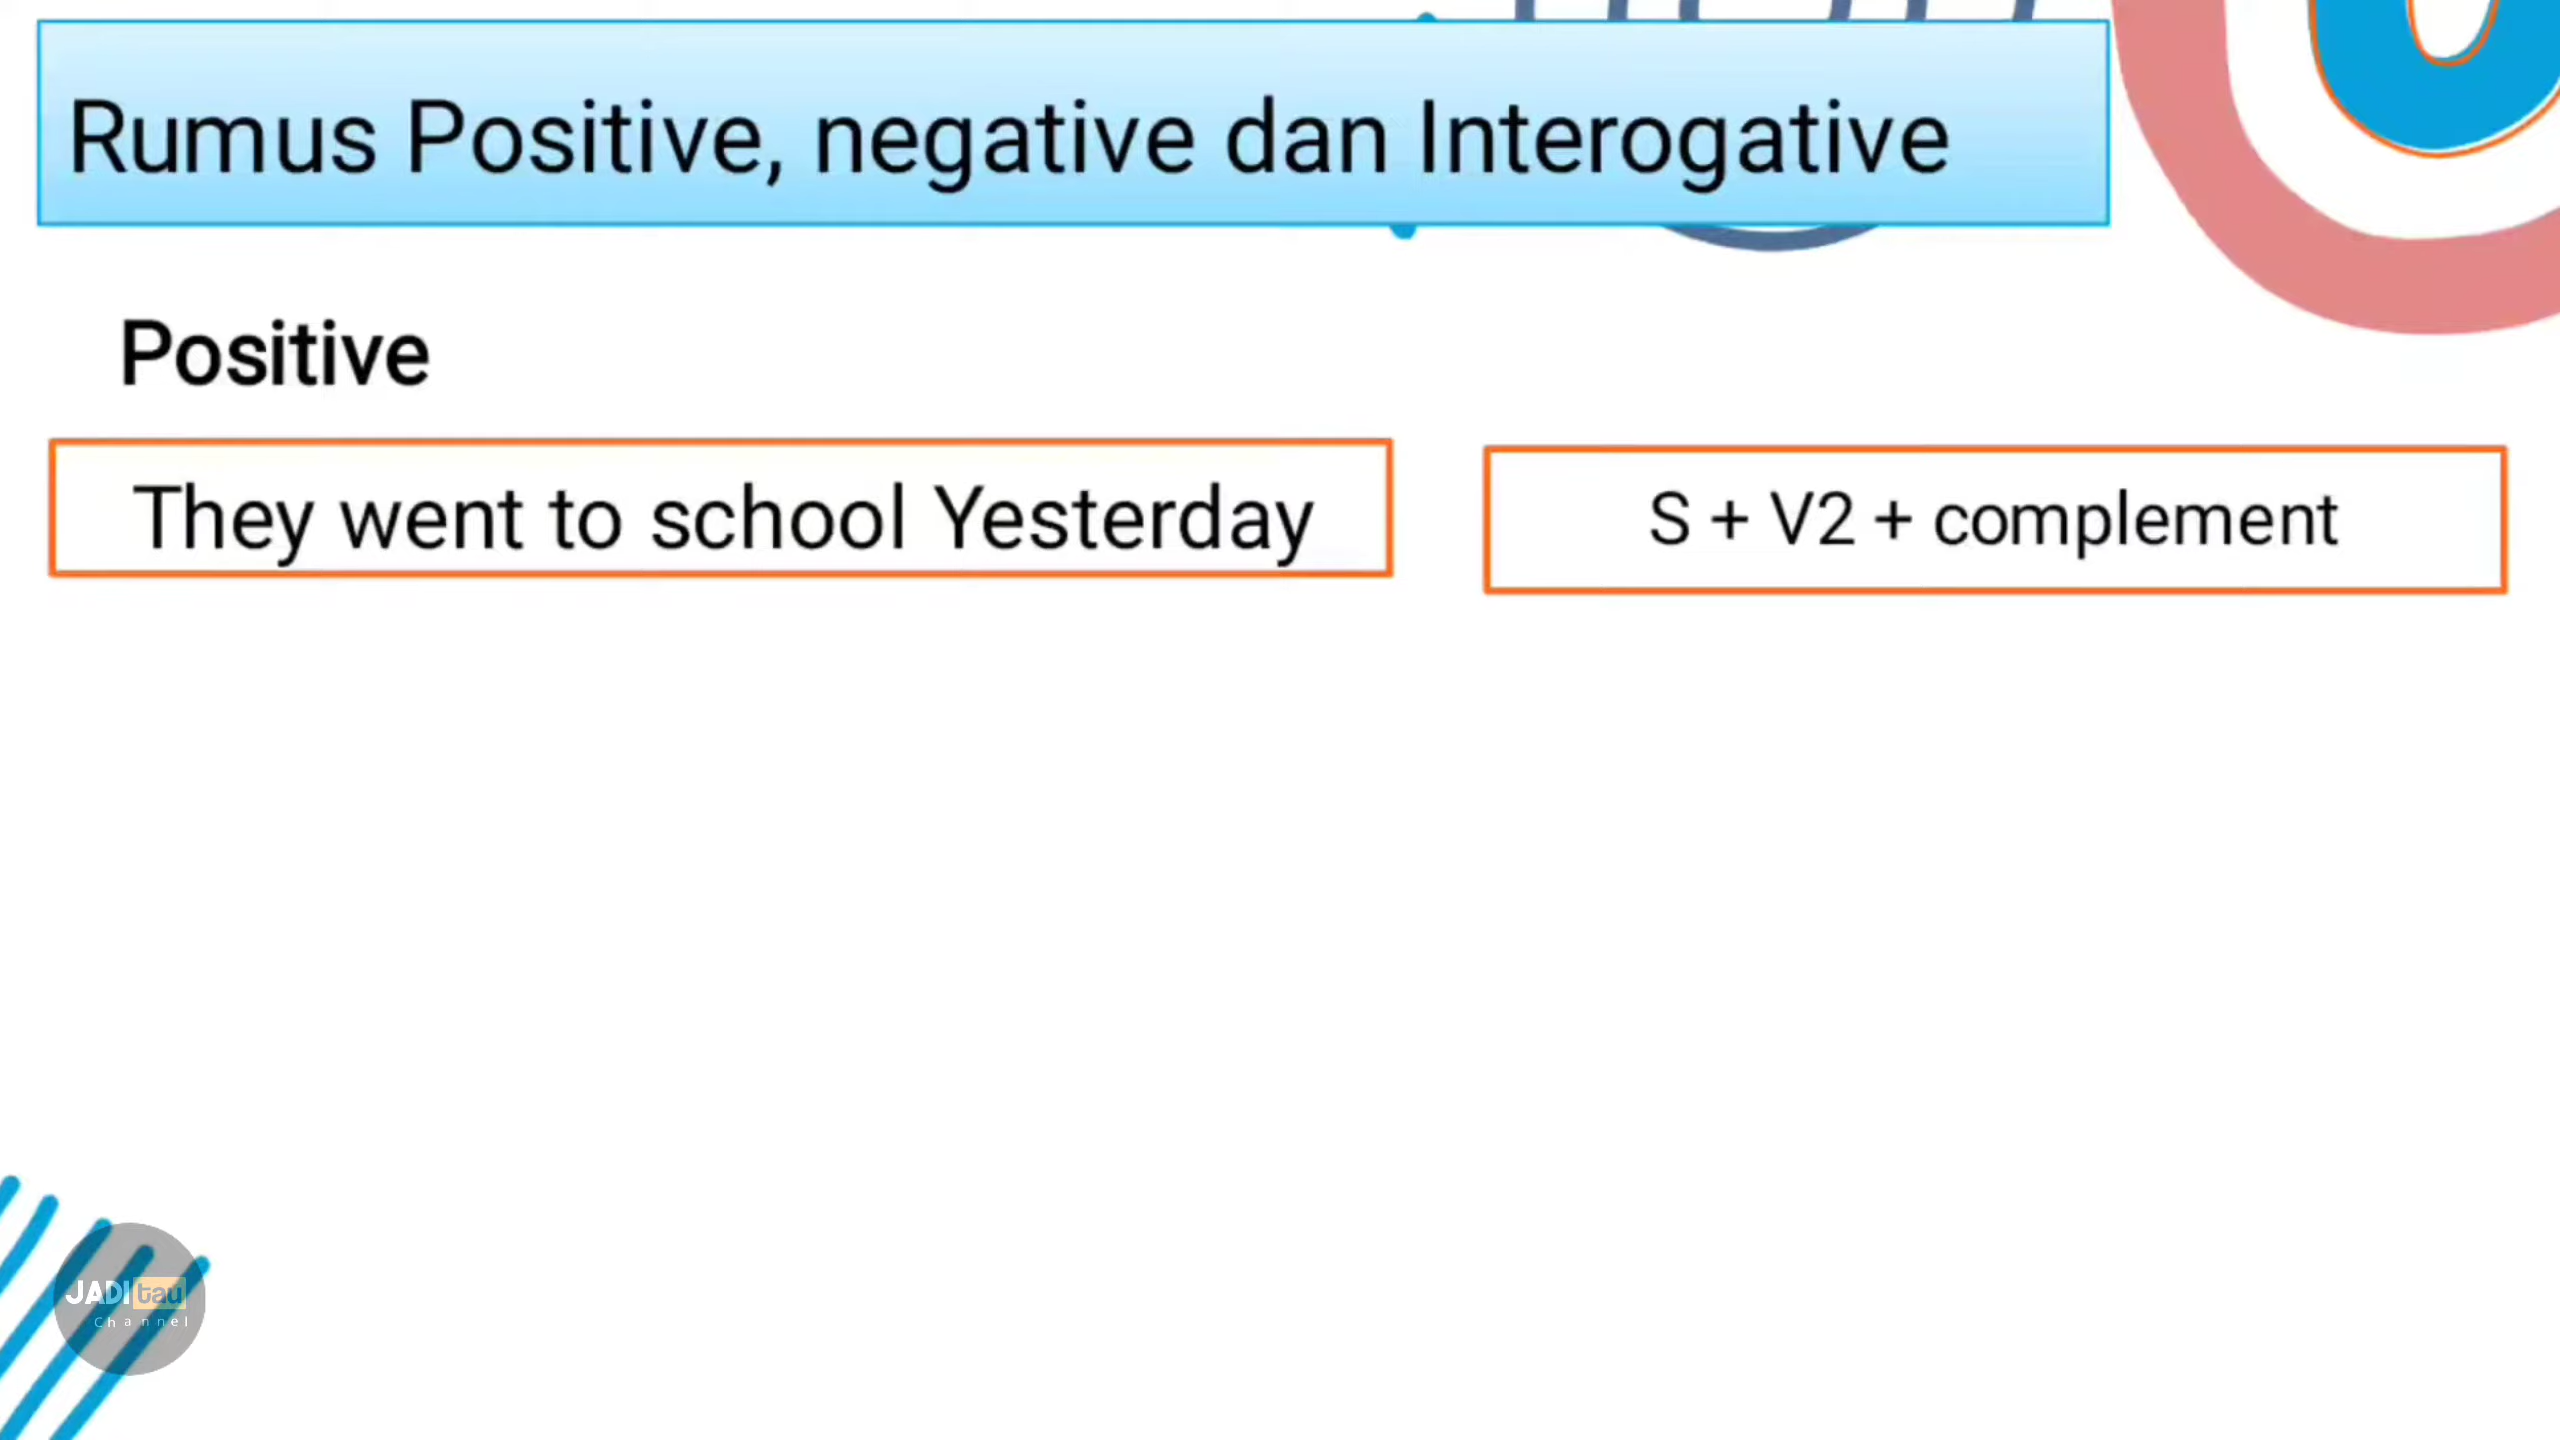 Rumus Positive, negative dan Interogative
Positive
They went to school Yesterday
S + V2 + complement
JADI tau
Channel